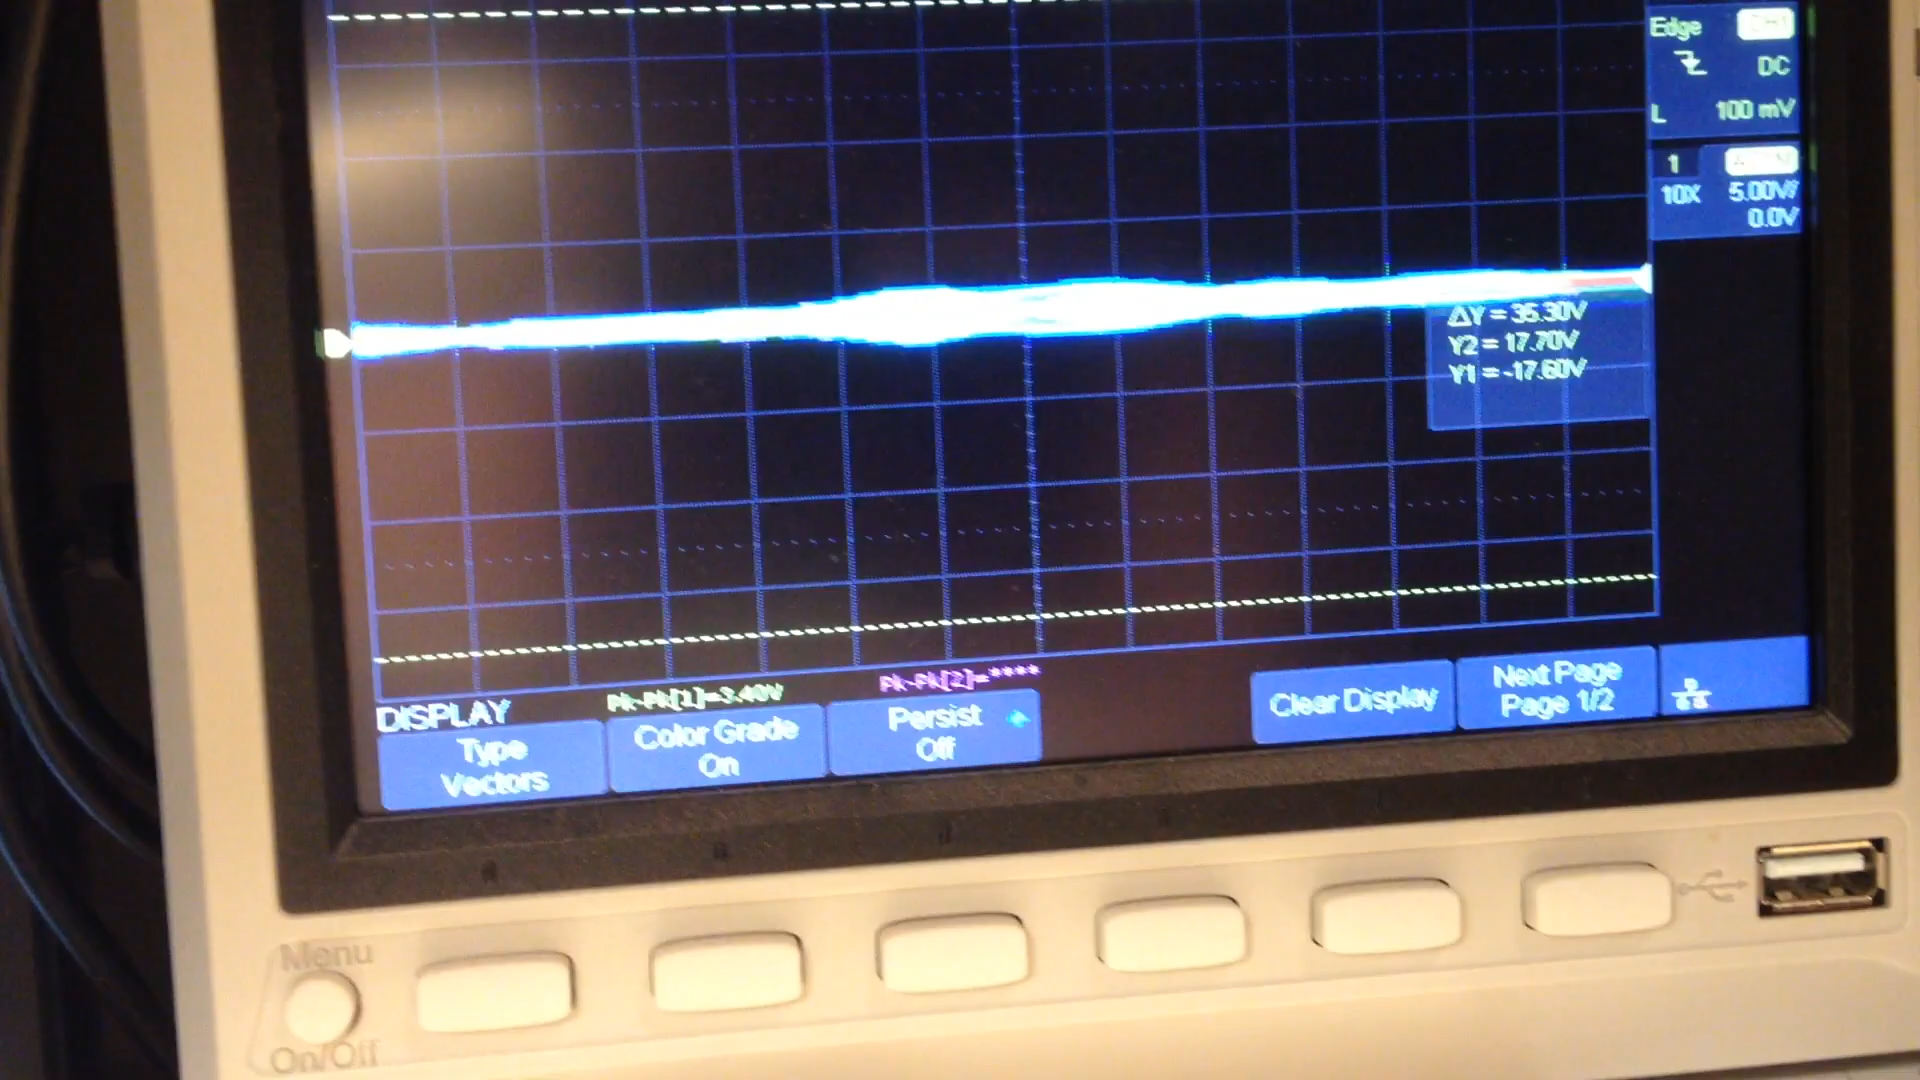 Edge CH1
DC
L 100 mV
1
10X 5.00V/
0.0V
ΔY = 35.30V
Y2 = 17.70V
Y1 = -17.60V
Pk-Pk[1]=3.40V Pk-Pk[2]=****
DISPLAY
Type
Vectors
Color Grade
On
Persist
Off
Clear Display
Next Page
Page 1/2
Menu
On/Off